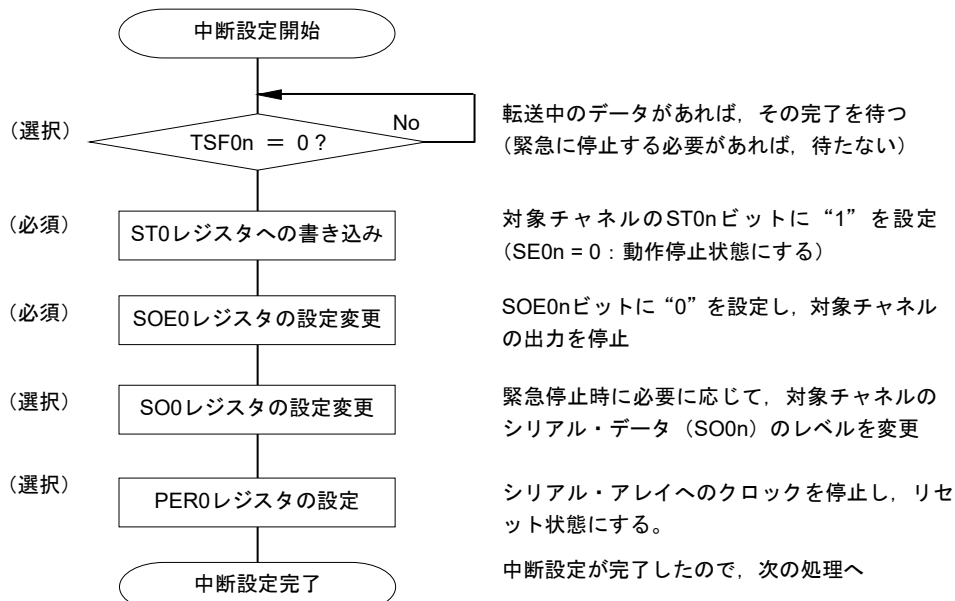 中断設定開始
（選択）
TSF0n ＝ 0？
No
転送中のデータがあれば，その完了を待つ
（緊急に停止する必要があれば，待たない）
（必須）
ST0レジスタへの書き込み
対象チャネルのST0nビットに“1”を設定
（SE0n = 0：動作停止状態にする）
（必須）
SOE0レジスタの設定変更
SOE0nビットに“0”を設定し，対象チャネル
の出力を停止
（選択）
SO0レジスタの設定変更
緊急停止時に必要に応じて，対象チャネルの
シリアル・データ（SO0n）のレベルを変更
（選択）
PER0レジスタの設定
シリアル・アレイへのクロックを停止し，リセ
ット状態にする。
中断設定完了
中断設定が完了したので，次の処理へ